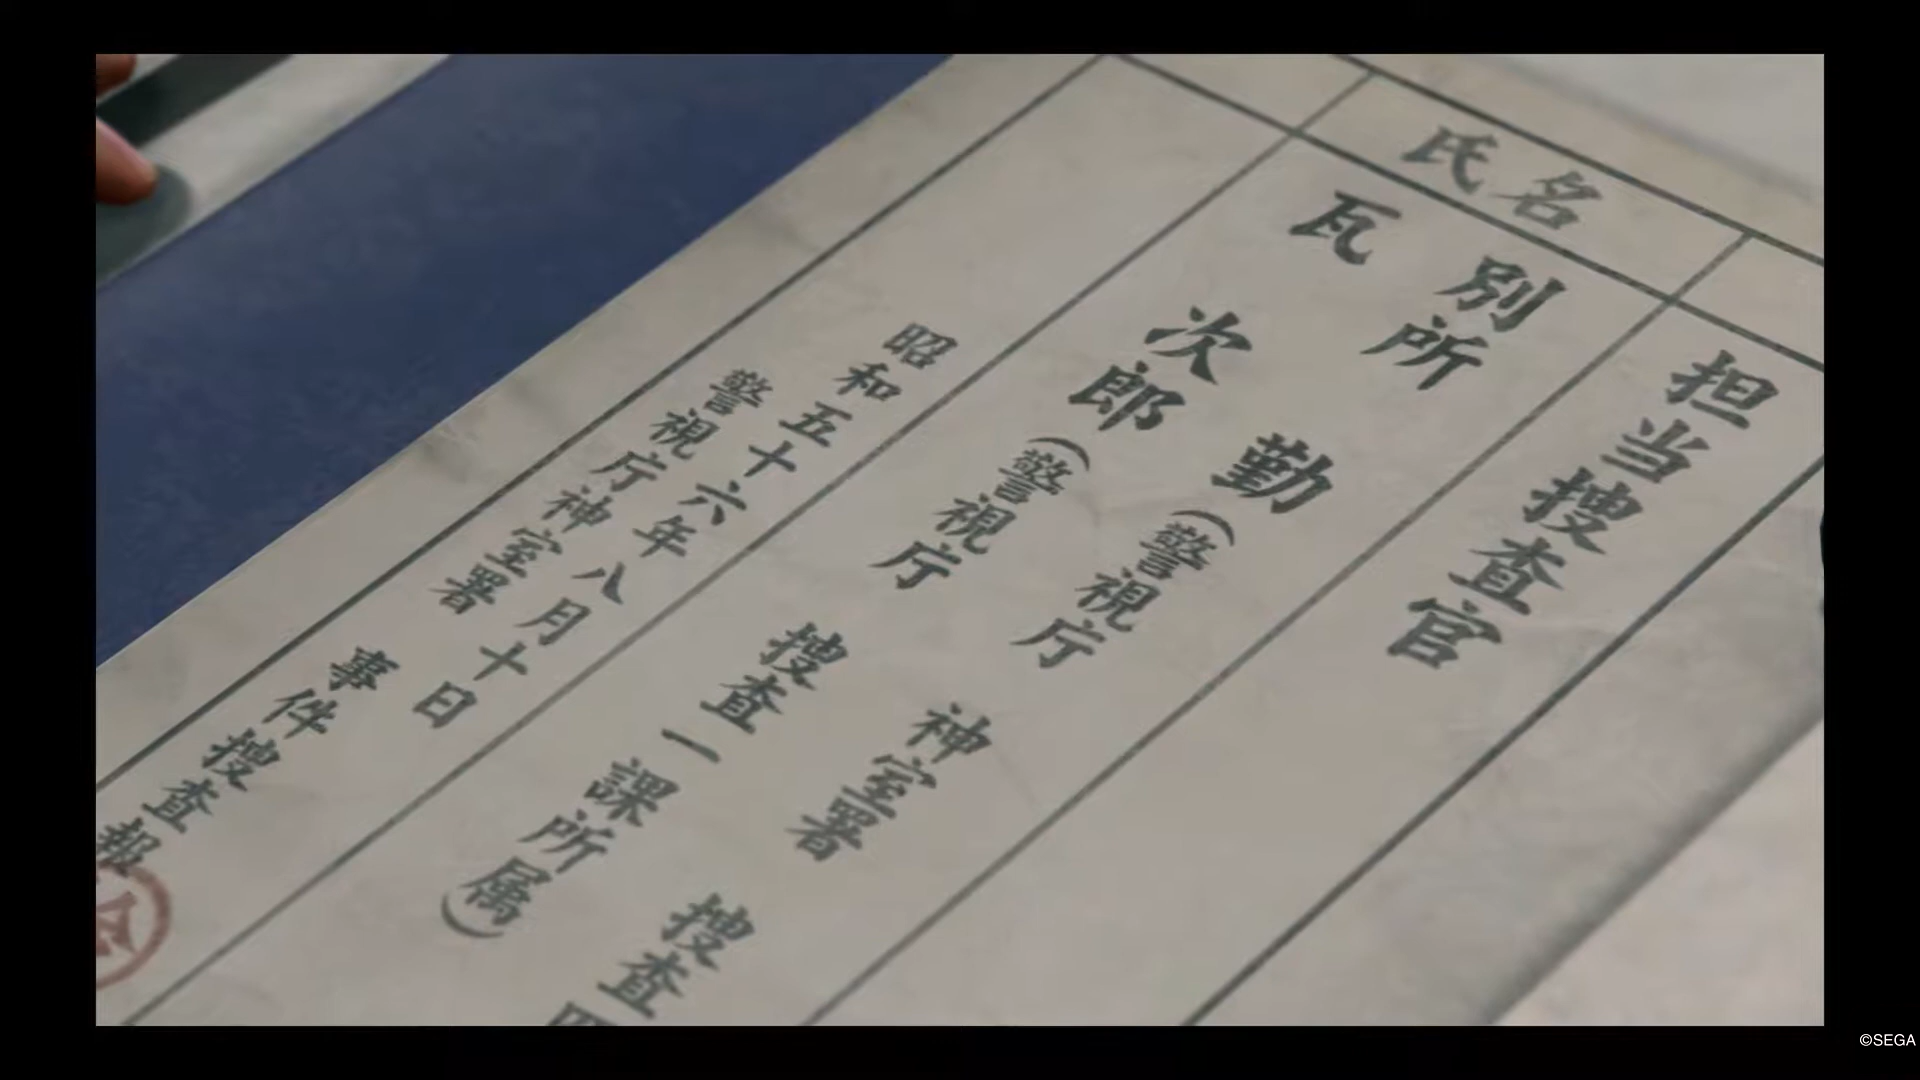 氏名
担当捜査官
別所 勤（警視庁 神室署 捜査
瓦 次郎（警視庁 捜査一課所属）
昭和五十六年八月十日
警視庁神室署 事件捜査報
©SEGA